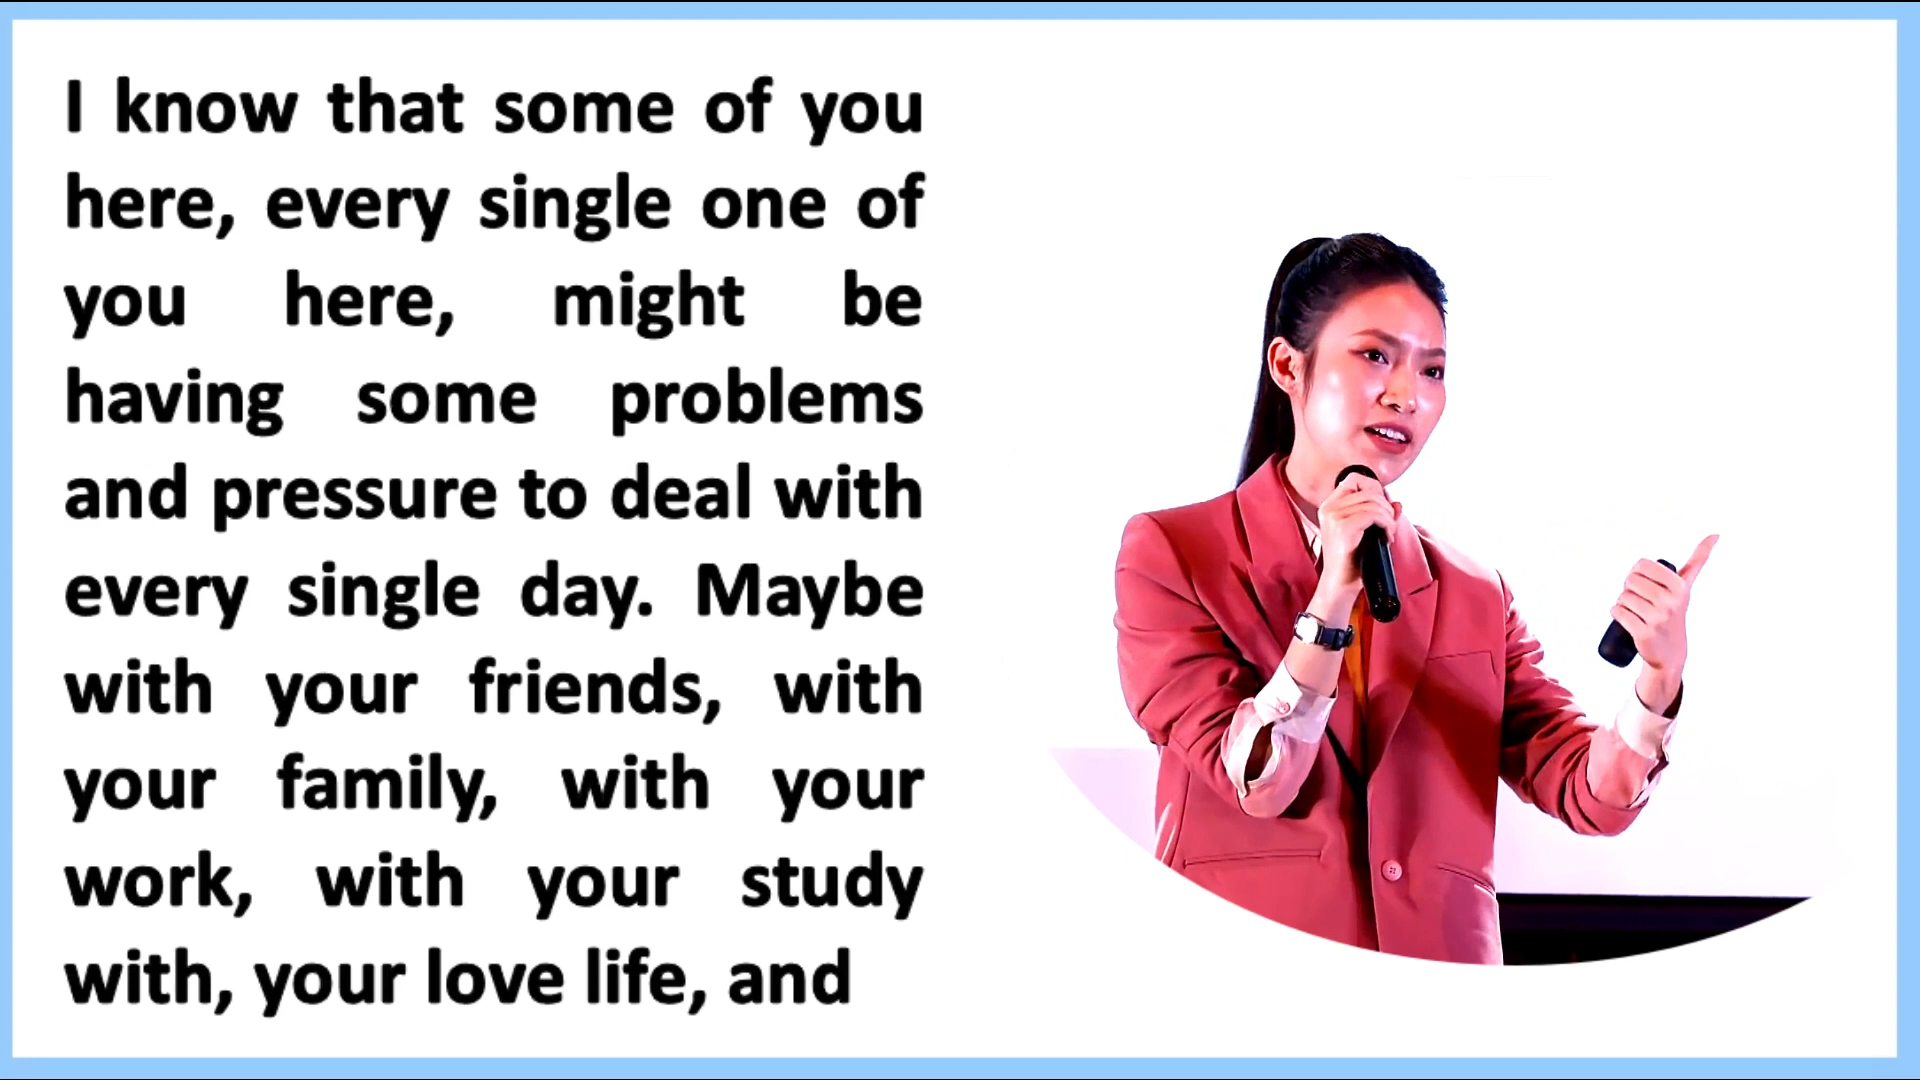 I know that some of you
here, every single one of
you here, might be
having some problems
and pressure to deal with
every single day. Maybe
with your friends, with
your family, with your
work, with your study
with, your love life, and